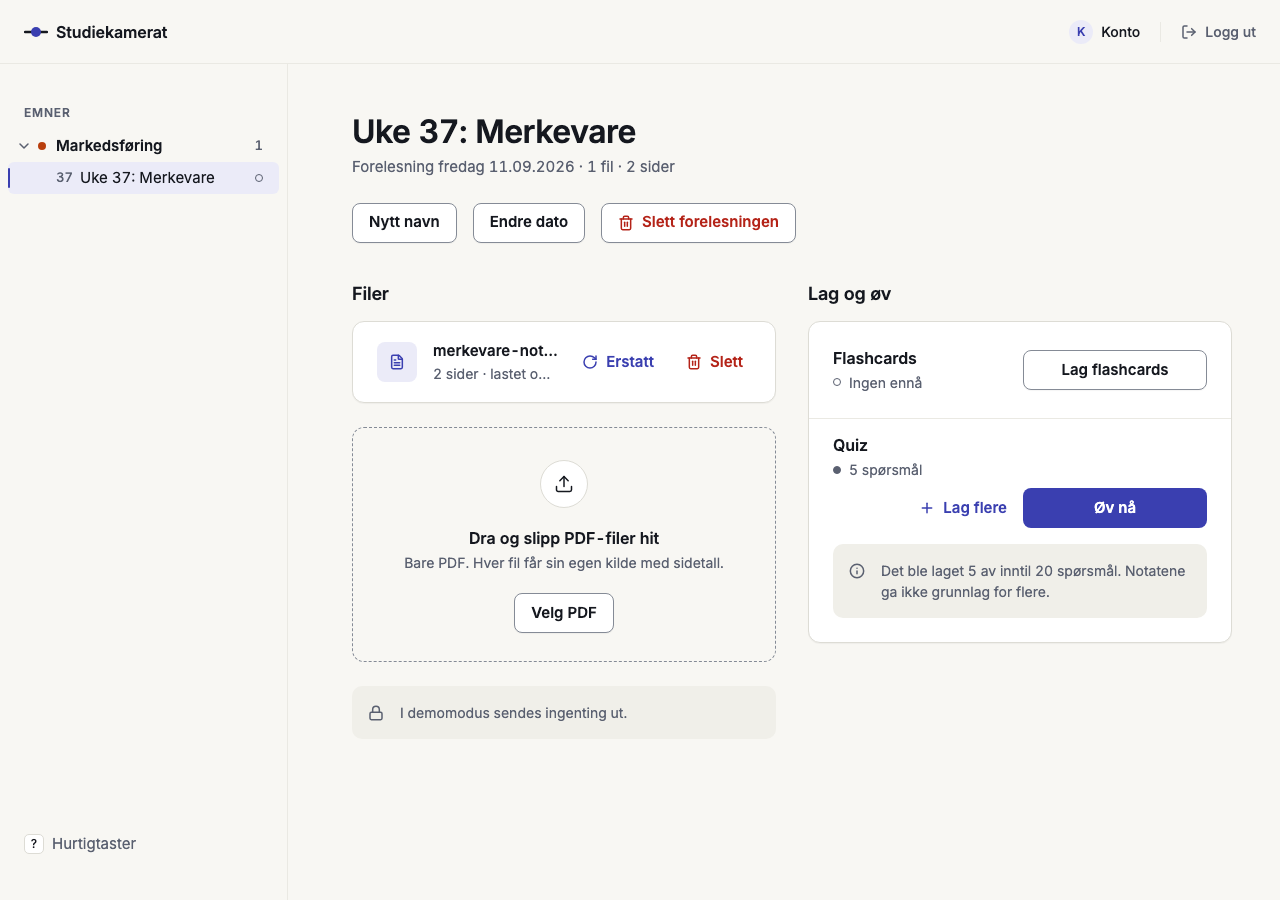 Studiekamerat
K Konto
Logg ut
EMNER
Markedsføring 1
37 Uke 37: Merkevare
Uke 37: Merkevare
Forelesning fredag 11.09.2026 · 1 fil · 2 sider
Nytt navn
Endre dato
Slett forelesningen
Filer
merkevare-not...
2 sider · lastet o...
Erstatt
Slett
Dra og slipp PDF-filer hit
Bare PDF. Hver fil får sin egen kilde med sidetall.
Velg PDF
I demomodus sendes ingenting ut.
Lag og øv
Flashcards
Ingen ennå
Lag flashcards
Quiz
5 spørsmål
Lag flere
Øv nå
Det ble laget 5 av inntil 20 spørsmål. Notatene
ga ikke grunnlag for flere.
? Hurtigtaster